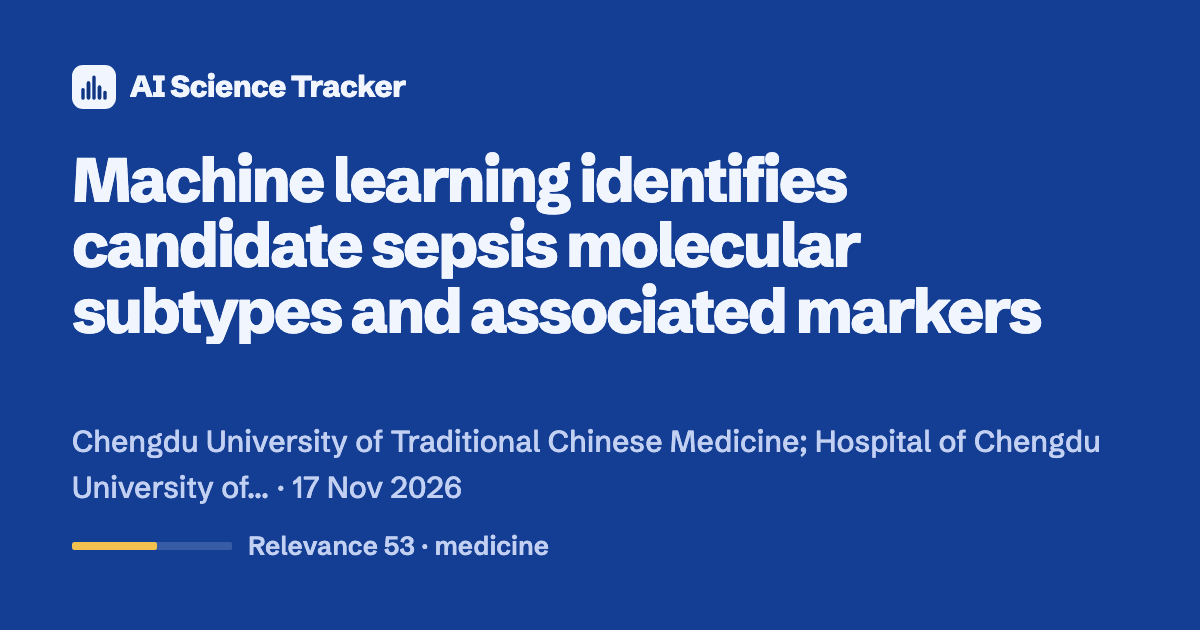 AI Science Tracker
Machine learning identifies
candidate sepsis molecular
subtypes and associated markers
Chengdu University of Traditional Chinese Medicine; Hospital of Chengdu
University of... · 17 Nov 2026
Relevance 53 · medicine